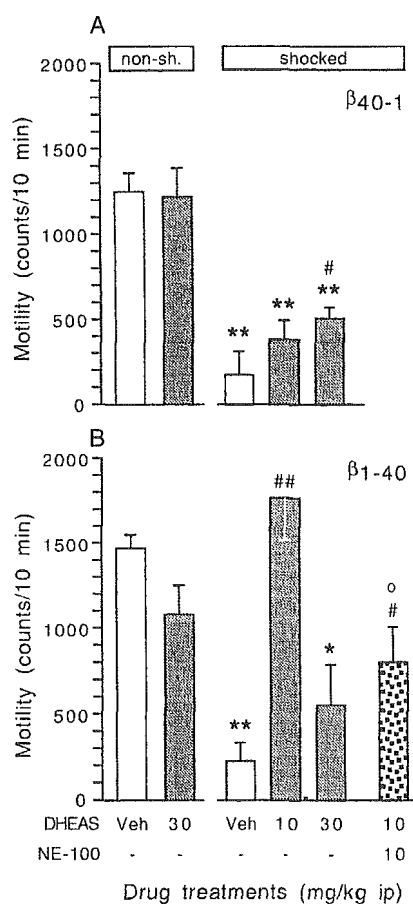 A
non-sh. shocked
β40-1
Motility (counts/10 min)
2000
1500
1000
500
0
** ** # **
B
β1-40
Motility (counts/10 min)
2000
1500
1000
500
0
** ## * o #
DHEAS Veh 30 Veh 10 30 10
NE-100 - - - - - 10
Drug treatments (mg/kg ip)